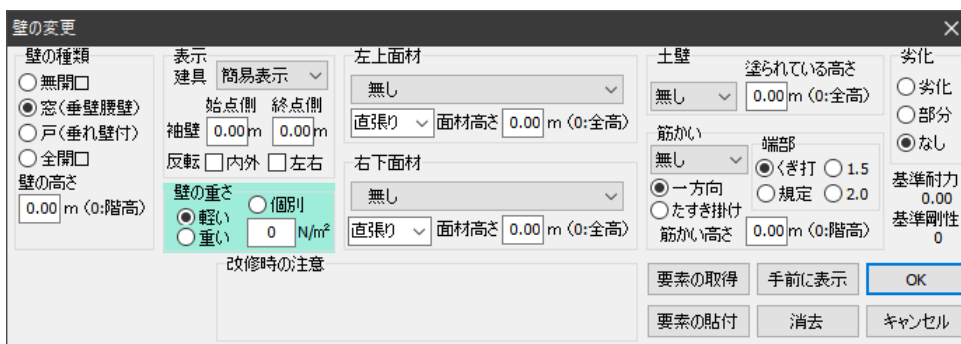 壁の変更
壁の種類
無開口
窓(垂壁腰壁)
戸(垂れ壁付)
全開口
壁の高さ
0.00 m (0:階高)
表示
建具 簡易表示
始点側 終点側
袖壁 0.00 m 0.00 m
反転 内外 左右
壁の重さ
個別
軽い
重い
0 N/m²
左上面材
無し
直張り 面材高さ 0.00 m (0:全高)
右下面材
無し
直張り 面材高さ 0.00 m (0:全高)
土壁
塗られている高さ
無し 0.00 m (0:全高)
筋かい
無し
一方向
たすき掛け
端部
くぎ打 1.5
規定 2.0
筋かい高さ 0.00 m (0:階高)
劣化
劣化
部分
なし
基準耐力
0.00
基準剛性
0
改修時の注意
要素の取得 手前に表示 OK
要素の貼付 消去 キャンセル